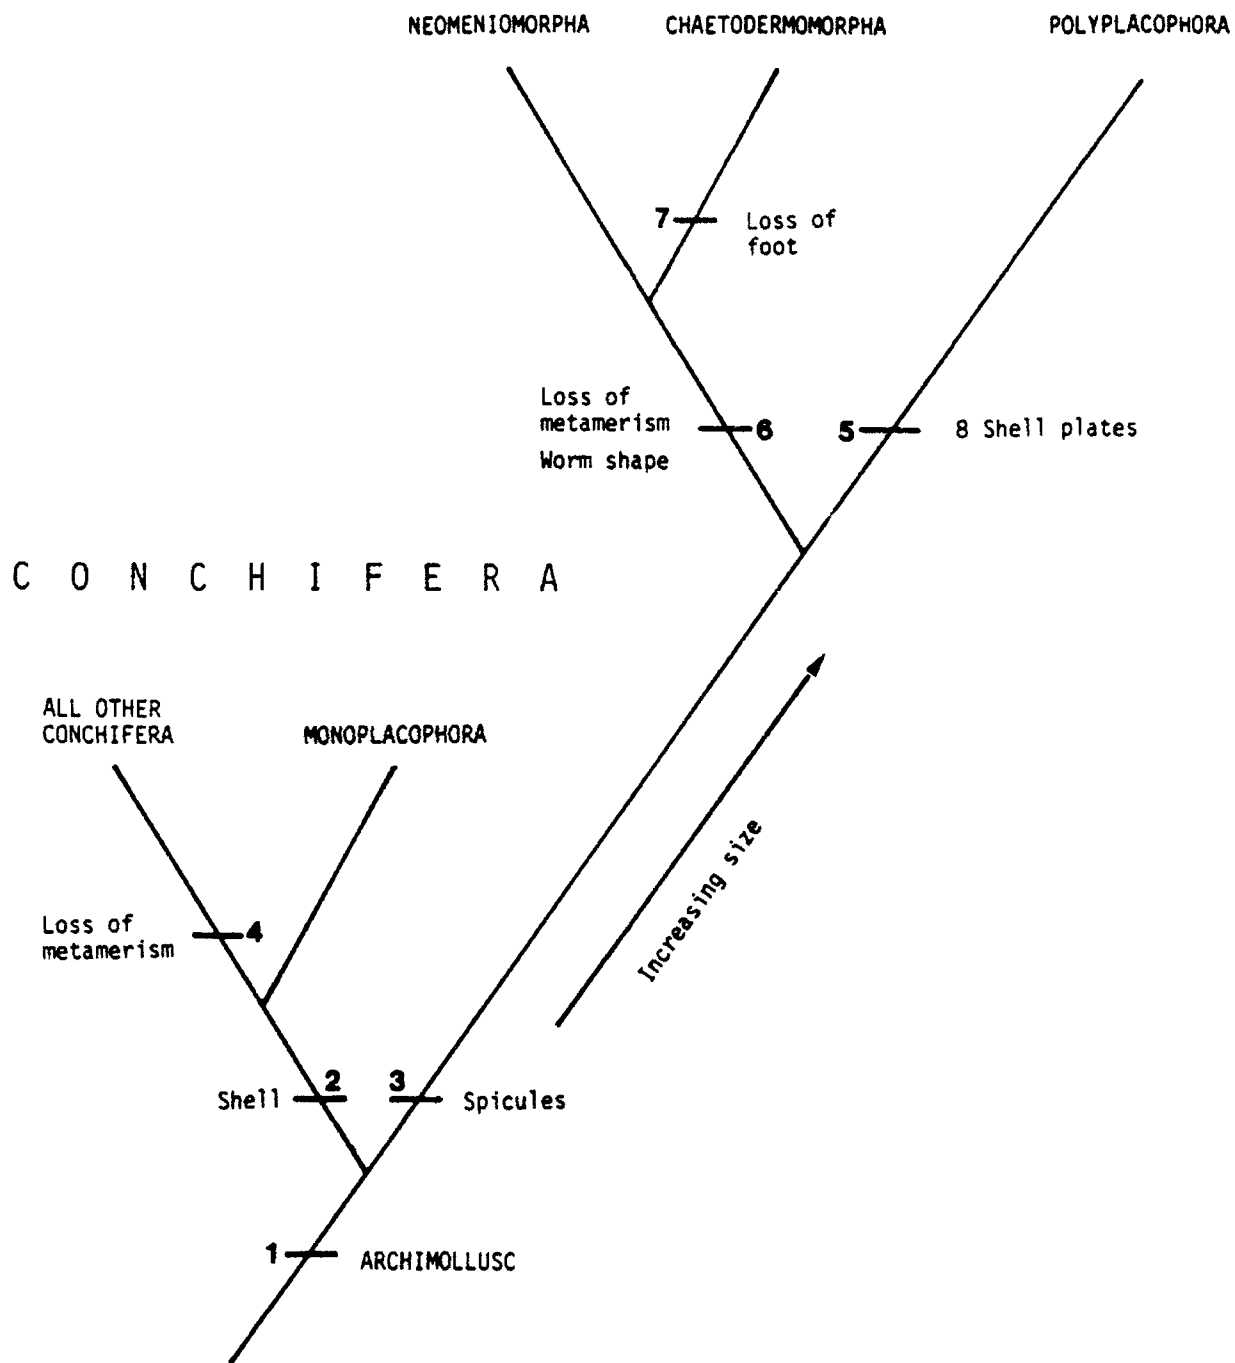 NEOMENIOMORPHA
CHAETODERMOMORPHA
POLYPLACOPHORA
7
Loss of
foot
Loss of
metamerism
Worm shape
6
5
8 Shell plates
C O N C H I F E R A
ALL OTHER
CONCHIFERA
MONOPLACOPHORA
Increasing size
Loss of
metamerism
4
Shell
2
3
Spicules
1
ARCHIMOLLUSC